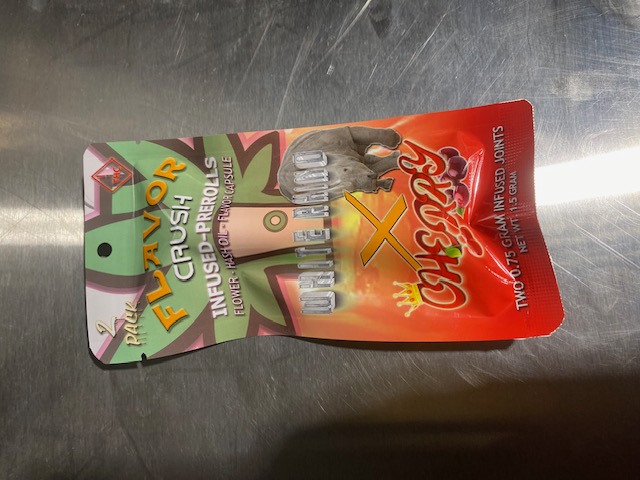 2
PACK
FLAVOR
CRUSH
INFUSED-PREROLLS
FLOWER - HASH OIL - FLAVOR CAPSULE
WHITE RHINO
X
CHERRY
TWO 0.75 GRAM INFUSED JOINTS
NET WT. 1.5 GRAM